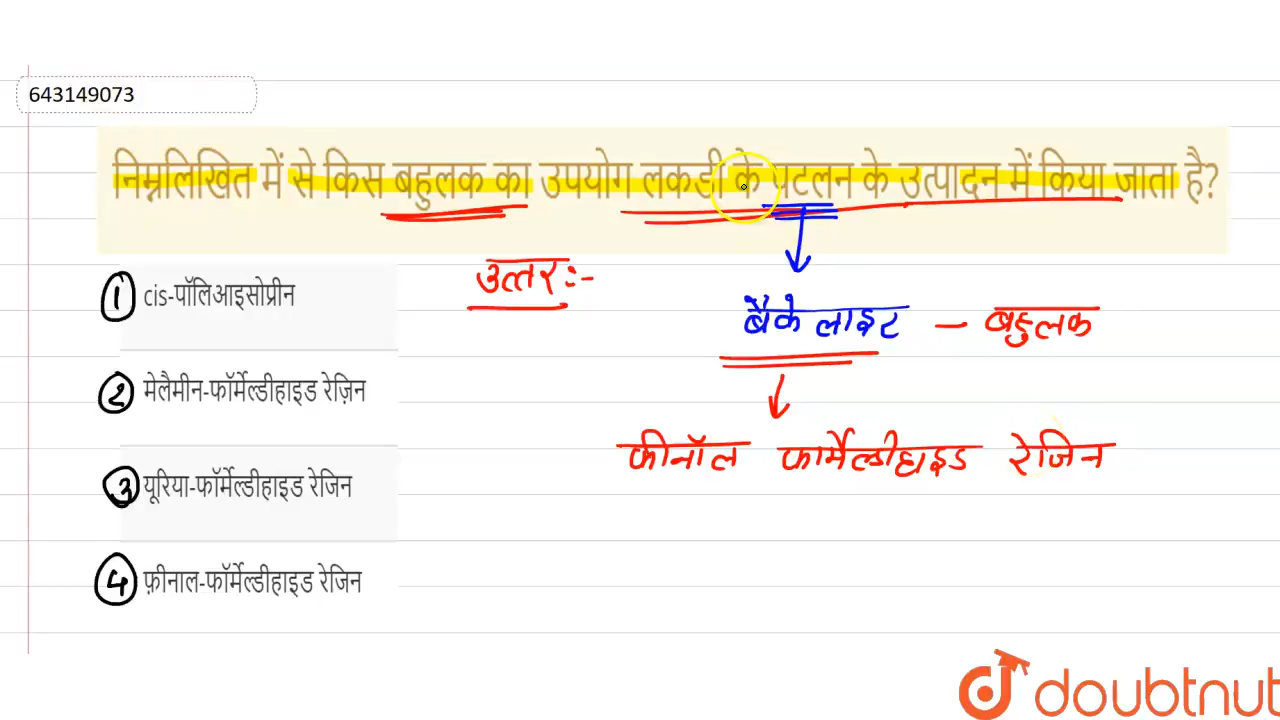 643149073
निम्नलिखित में से किस बहुलक का उपयोग लकडी के पटलन के उत्पादन में किया जाता है?
उत्तर :-
① cis-पॉलिआइसोप्रीन
बैकेलाइट - बहुलक
② मेलैमीन-फॉर्मेल्डीहाइड रेज़िन
फीनॉल फार्मेल्डीहाइड रेजिन
③ यूरिया-फॉर्मेल्डीहाइड रेजिन
④ फ़ीनाल-फॉर्मेल्डीहाइड रेजिन
doubtnut